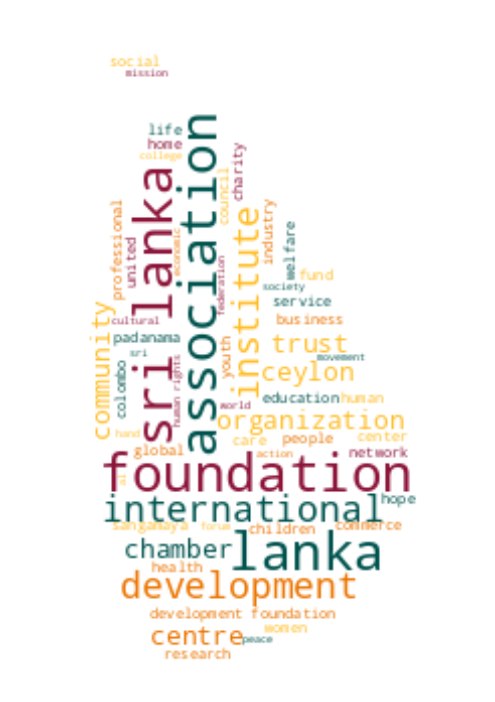 social
mission
life
home
college
association
sri lanka
charity
council
professional
united
economic
institute
industry
welfare
federation
fund
society
service
community
cultural
business
padanama
sri
trust
youth
movement
colombo
human rights
ceylon
education
human
world
organization
hand
care
people
center
global
action
network
foundation
al
international
hope
sangamaya
forum
children
commerce
chamber
lanka
health
development
development foundation
women
centre
peace
research